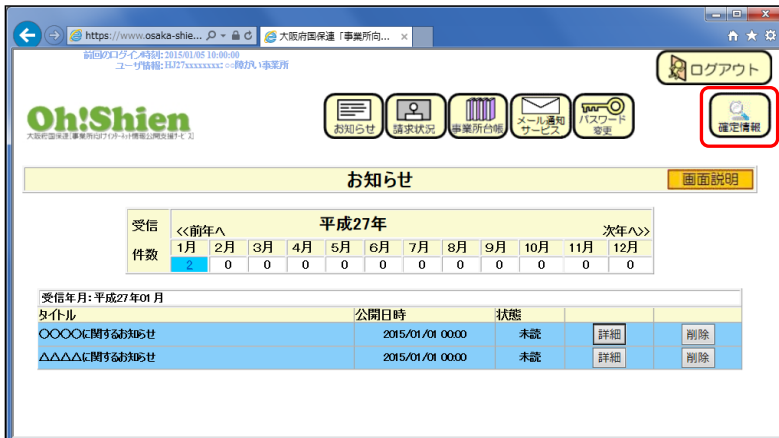 https://www.osaka-shie...
大阪府国保連「事業所向...
前回のログイン時刻:2015/01/05 10:00:00
ユーザ情報:HJ27xxxxxxxx:○○障がい事業所
ログアウト
Oh!Shien
お知らせ
請求状況
事業所台帳
メール通知
サービス
パスワード
変更
確定情報
お知らせ
画面説明
受信
件数
<<前年へ 平成27年 次年へ>>
1月 2月 3月 4月 5月 6月 7月 8月 9月 10月 11月 12月
2 0 0 0 0 0 0 0 0 0 0 0
受信年月:平成27年01月
タイトル 公開日時 状態
○○○○に関するお知らせ 2015/01/01 00:00 未読 詳細 削除
△△△△に関するお知らせ 2015/01/01 00:00 未読 詳細 削除